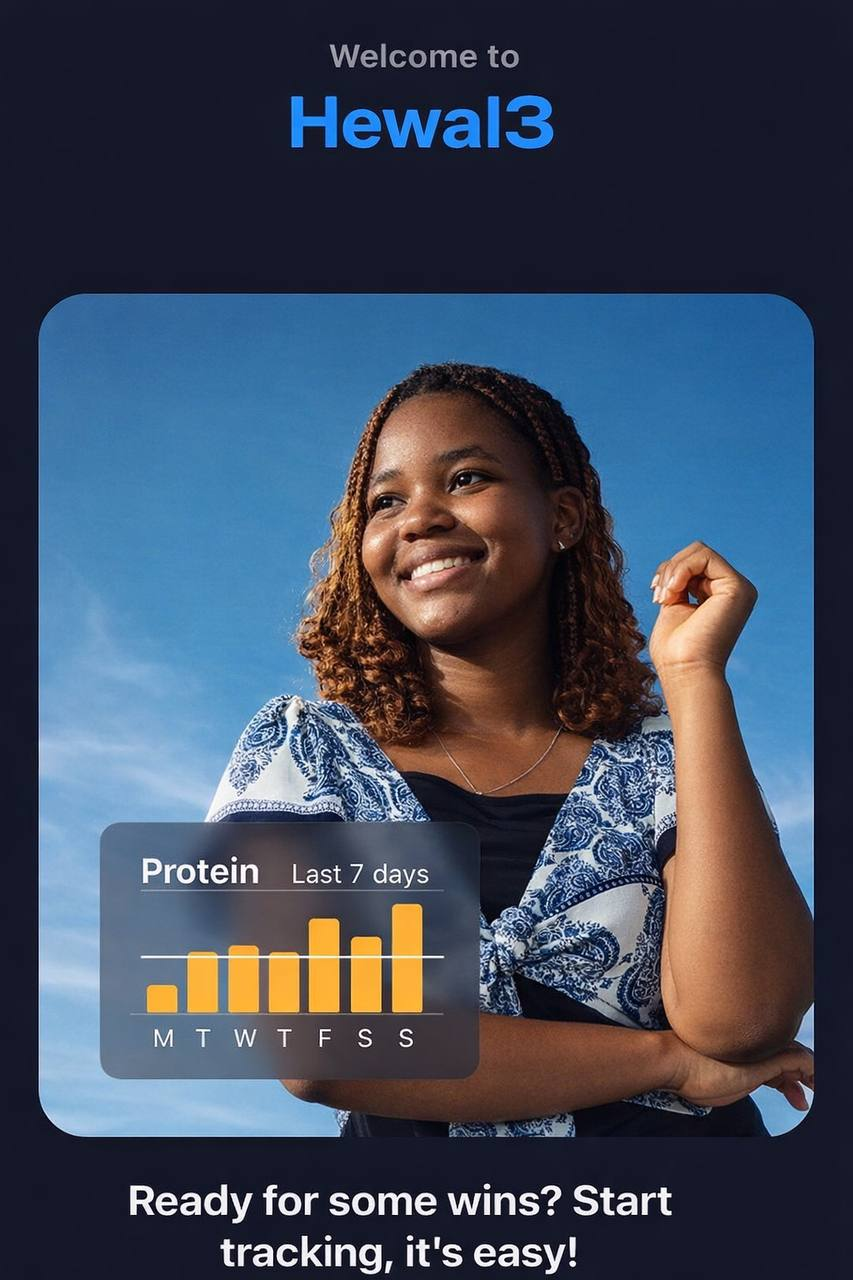 Welcome to
Hewal3
Protein Last 7 days
M T W T F S S
Ready for some wins? Start
tracking, it's easy!